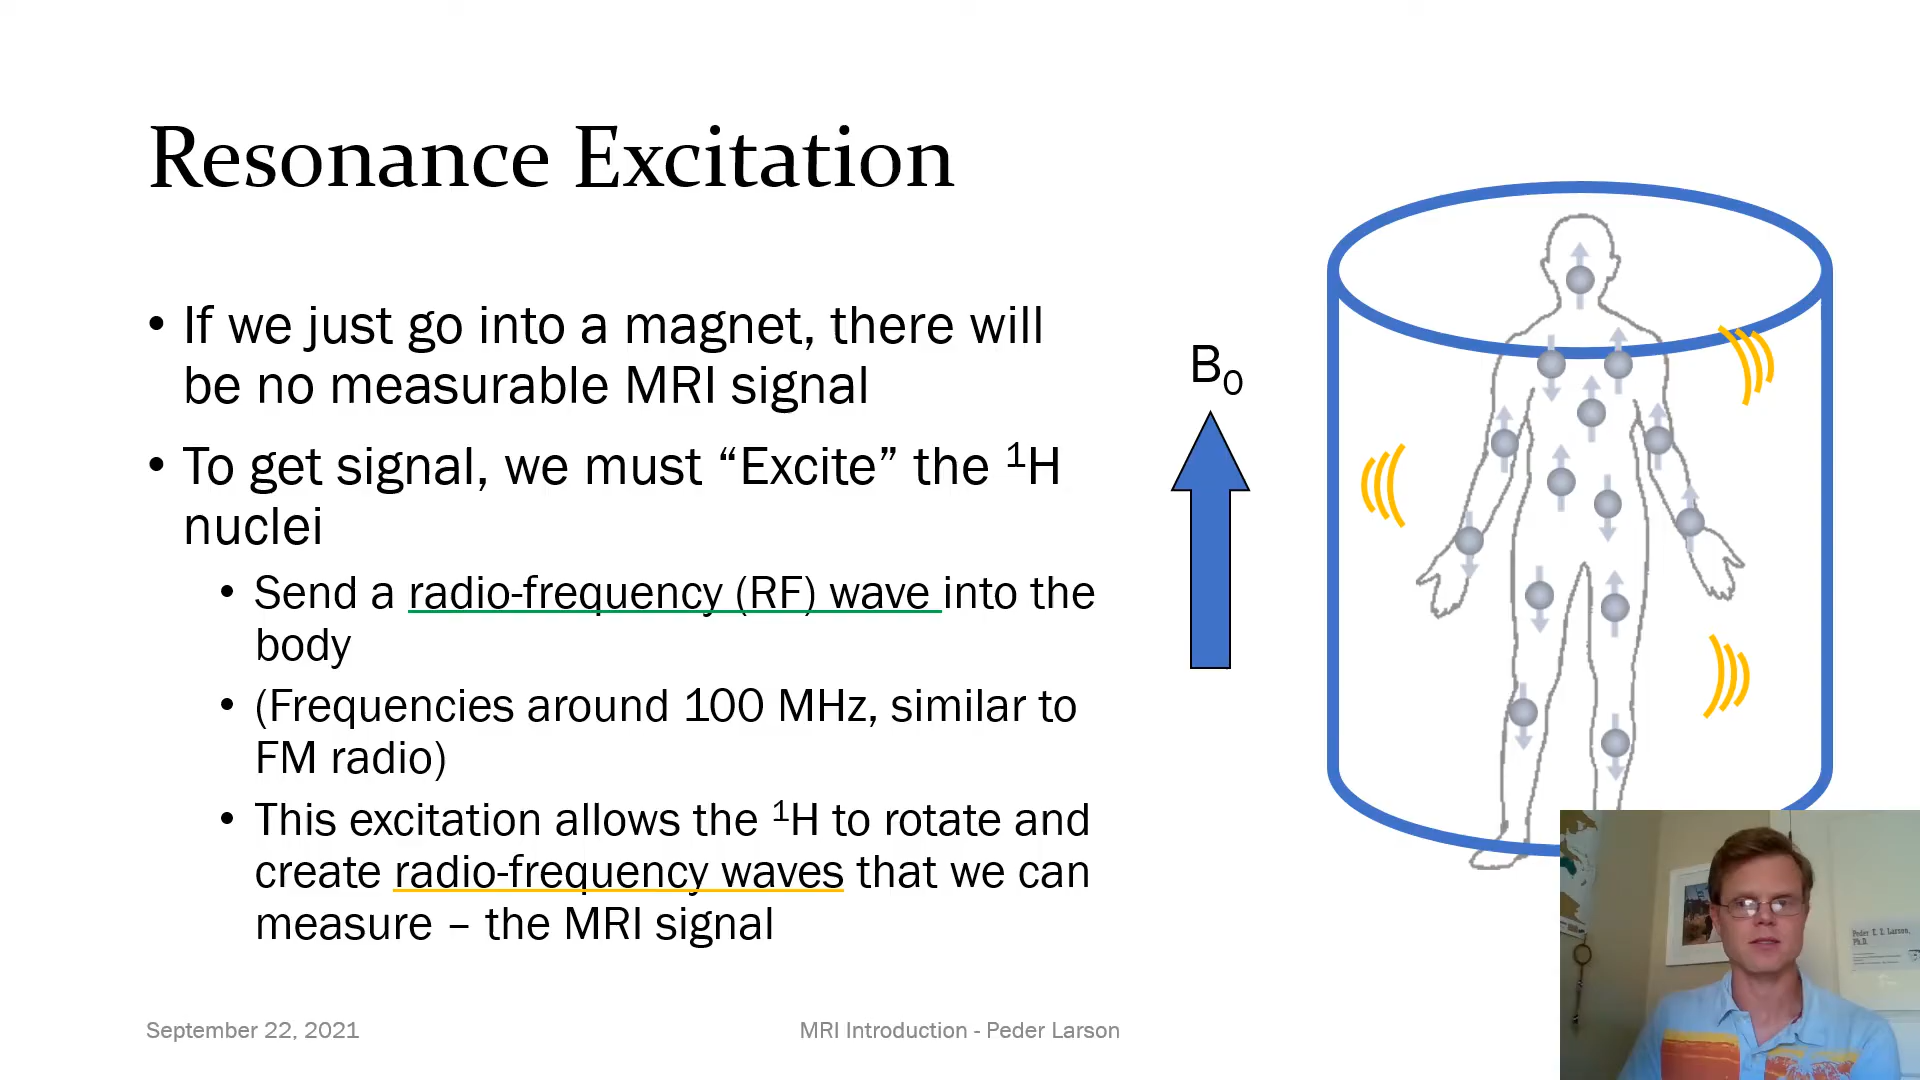 Resonance Excitation
• If we just go into a magnet, there will
be no measurable MRI signal
• To get signal, we must “Excite” the ¹H
nuclei
• Send a radio-frequency (RF) wave into the
body
• (Frequencies around 100 MHz, similar to
FM radio)
• This excitation allows the ¹H to rotate and
create radio-frequency waves that we can
measure – the MRI signal
B₀
Peder E. Z. Larson,
Ph.D.
September 22, 2021
MRI Introduction - Peder Larson